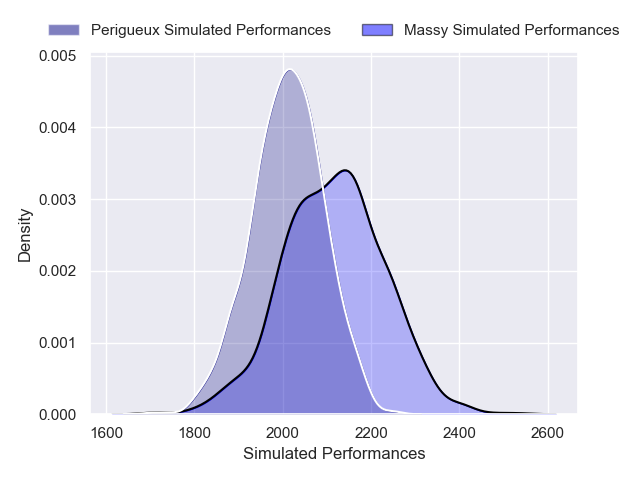 Perigueux Simulated Performances Massy Simulated Performances
0.005
0.004
0.003
0.002
0.001
0.000
Density
1600 1800 2000 2200 2400 2600
Simulated Performances